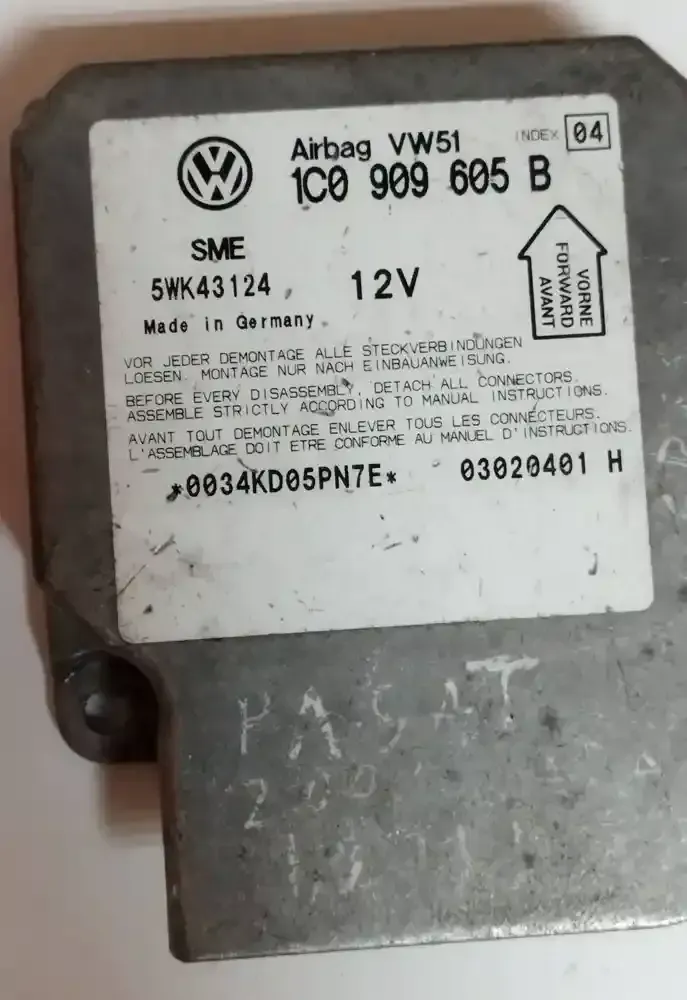 Airbag VW51 INDEX 04
1C0 909 605 B
SME
5WK43124 12V
Made in Germany
VORNE
FORWARD
AVANT
VOR JEDER DEMONTAGE ALLE STECKVERBINDUNGEN
LOESEN. MONTAGE NUR NACH EINBAUANWEISUNG.
BEFORE EVERY DISASSEMBLY, DETACH ALL CONNECTORS.
ASSEMBLE STRICTLY ACCORDING TO MANUAL INSTRUCTIONS.
AVANT TOUT DEMONTAGE ENLEVER TOUS LES CONNECTEURS.
L'ASSEMBLAGE DOIT ETRE CONFORME AU MANUEL D'INSTRUCTIONS.
*0034KD05PN7E* 03020401 H
PASAT